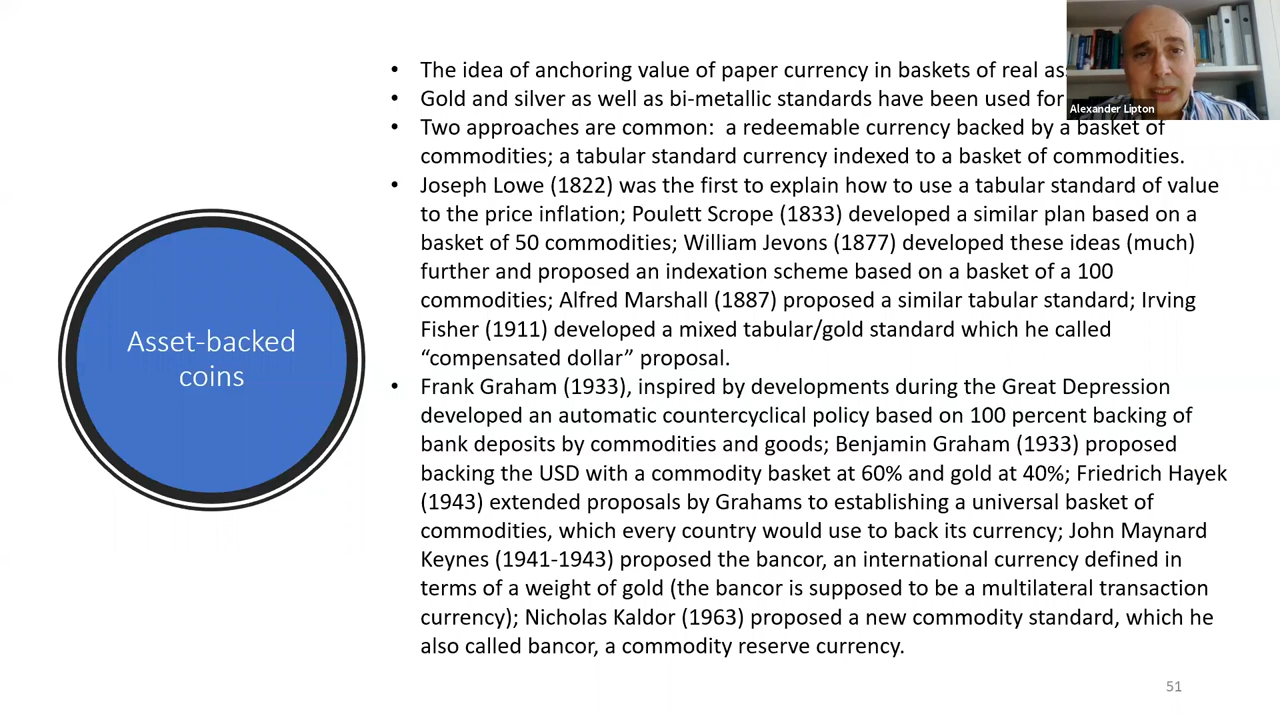 Alexander Lipton
• The idea of anchoring value of paper currency in baskets of real
• Gold and silver as well as bi-metallic standards have been used for
• Two approaches are common:  a redeemable currency backed by a basket of
commodities; a tabular standard currency indexed to a basket of commodities.
• Joseph Lowe (1822) was the first to explain how to use a tabular standard of value
to the price inflation; Poulett Scrope (1833) developed a similar plan based on a
basket of 50 commodities; William Jevons (1877) developed these ideas (much)
further and proposed an indexation scheme based on a basket of a 100
commodities; Alfred Marshall (1887) proposed a similar tabular standard; Irving
Fisher (1911) developed a mixed tabular/gold standard which he called
“compensated dollar” proposal.
• Frank Graham (1933), inspired by developments during the Great Depression
developed an automatic countercyclical policy based on 100 percent backing of
bank deposits by commodities and goods; Benjamin Graham (1933) proposed
backing the USD with a commodity basket at 60% and gold at 40%; Friedrich Hayek
(1943) extended proposals by Grahams to establishing a universal basket of
commodities, which every country would use to back its currency; John Maynard
Keynes (1941-1943) proposed the bancor, an international currency defined in
terms of a weight of gold (the bancor is supposed to be a multilateral transaction
currency); Nicholas Kaldor (1963) proposed a new commodity standard, which he
also called bancor, a commodity reserve currency.
Asset-backed
coins
51